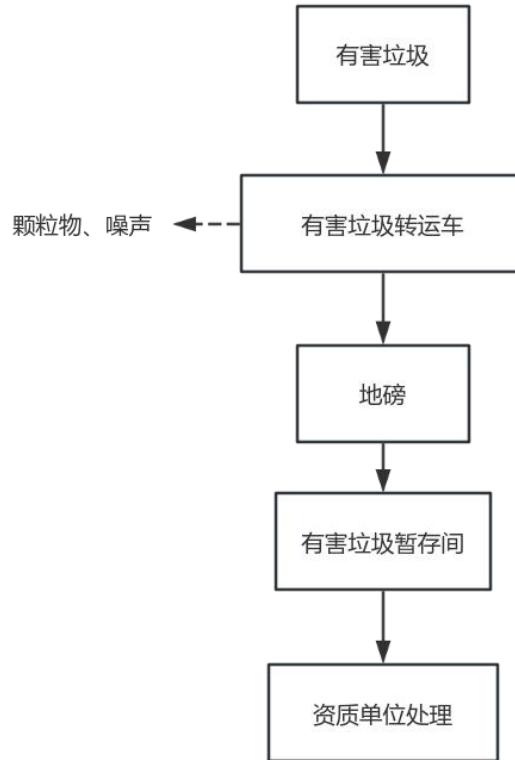 有害垃圾
颗粒物、噪声
有害垃圾转运车
地磅
有害垃圾暂存间
资质单位处理